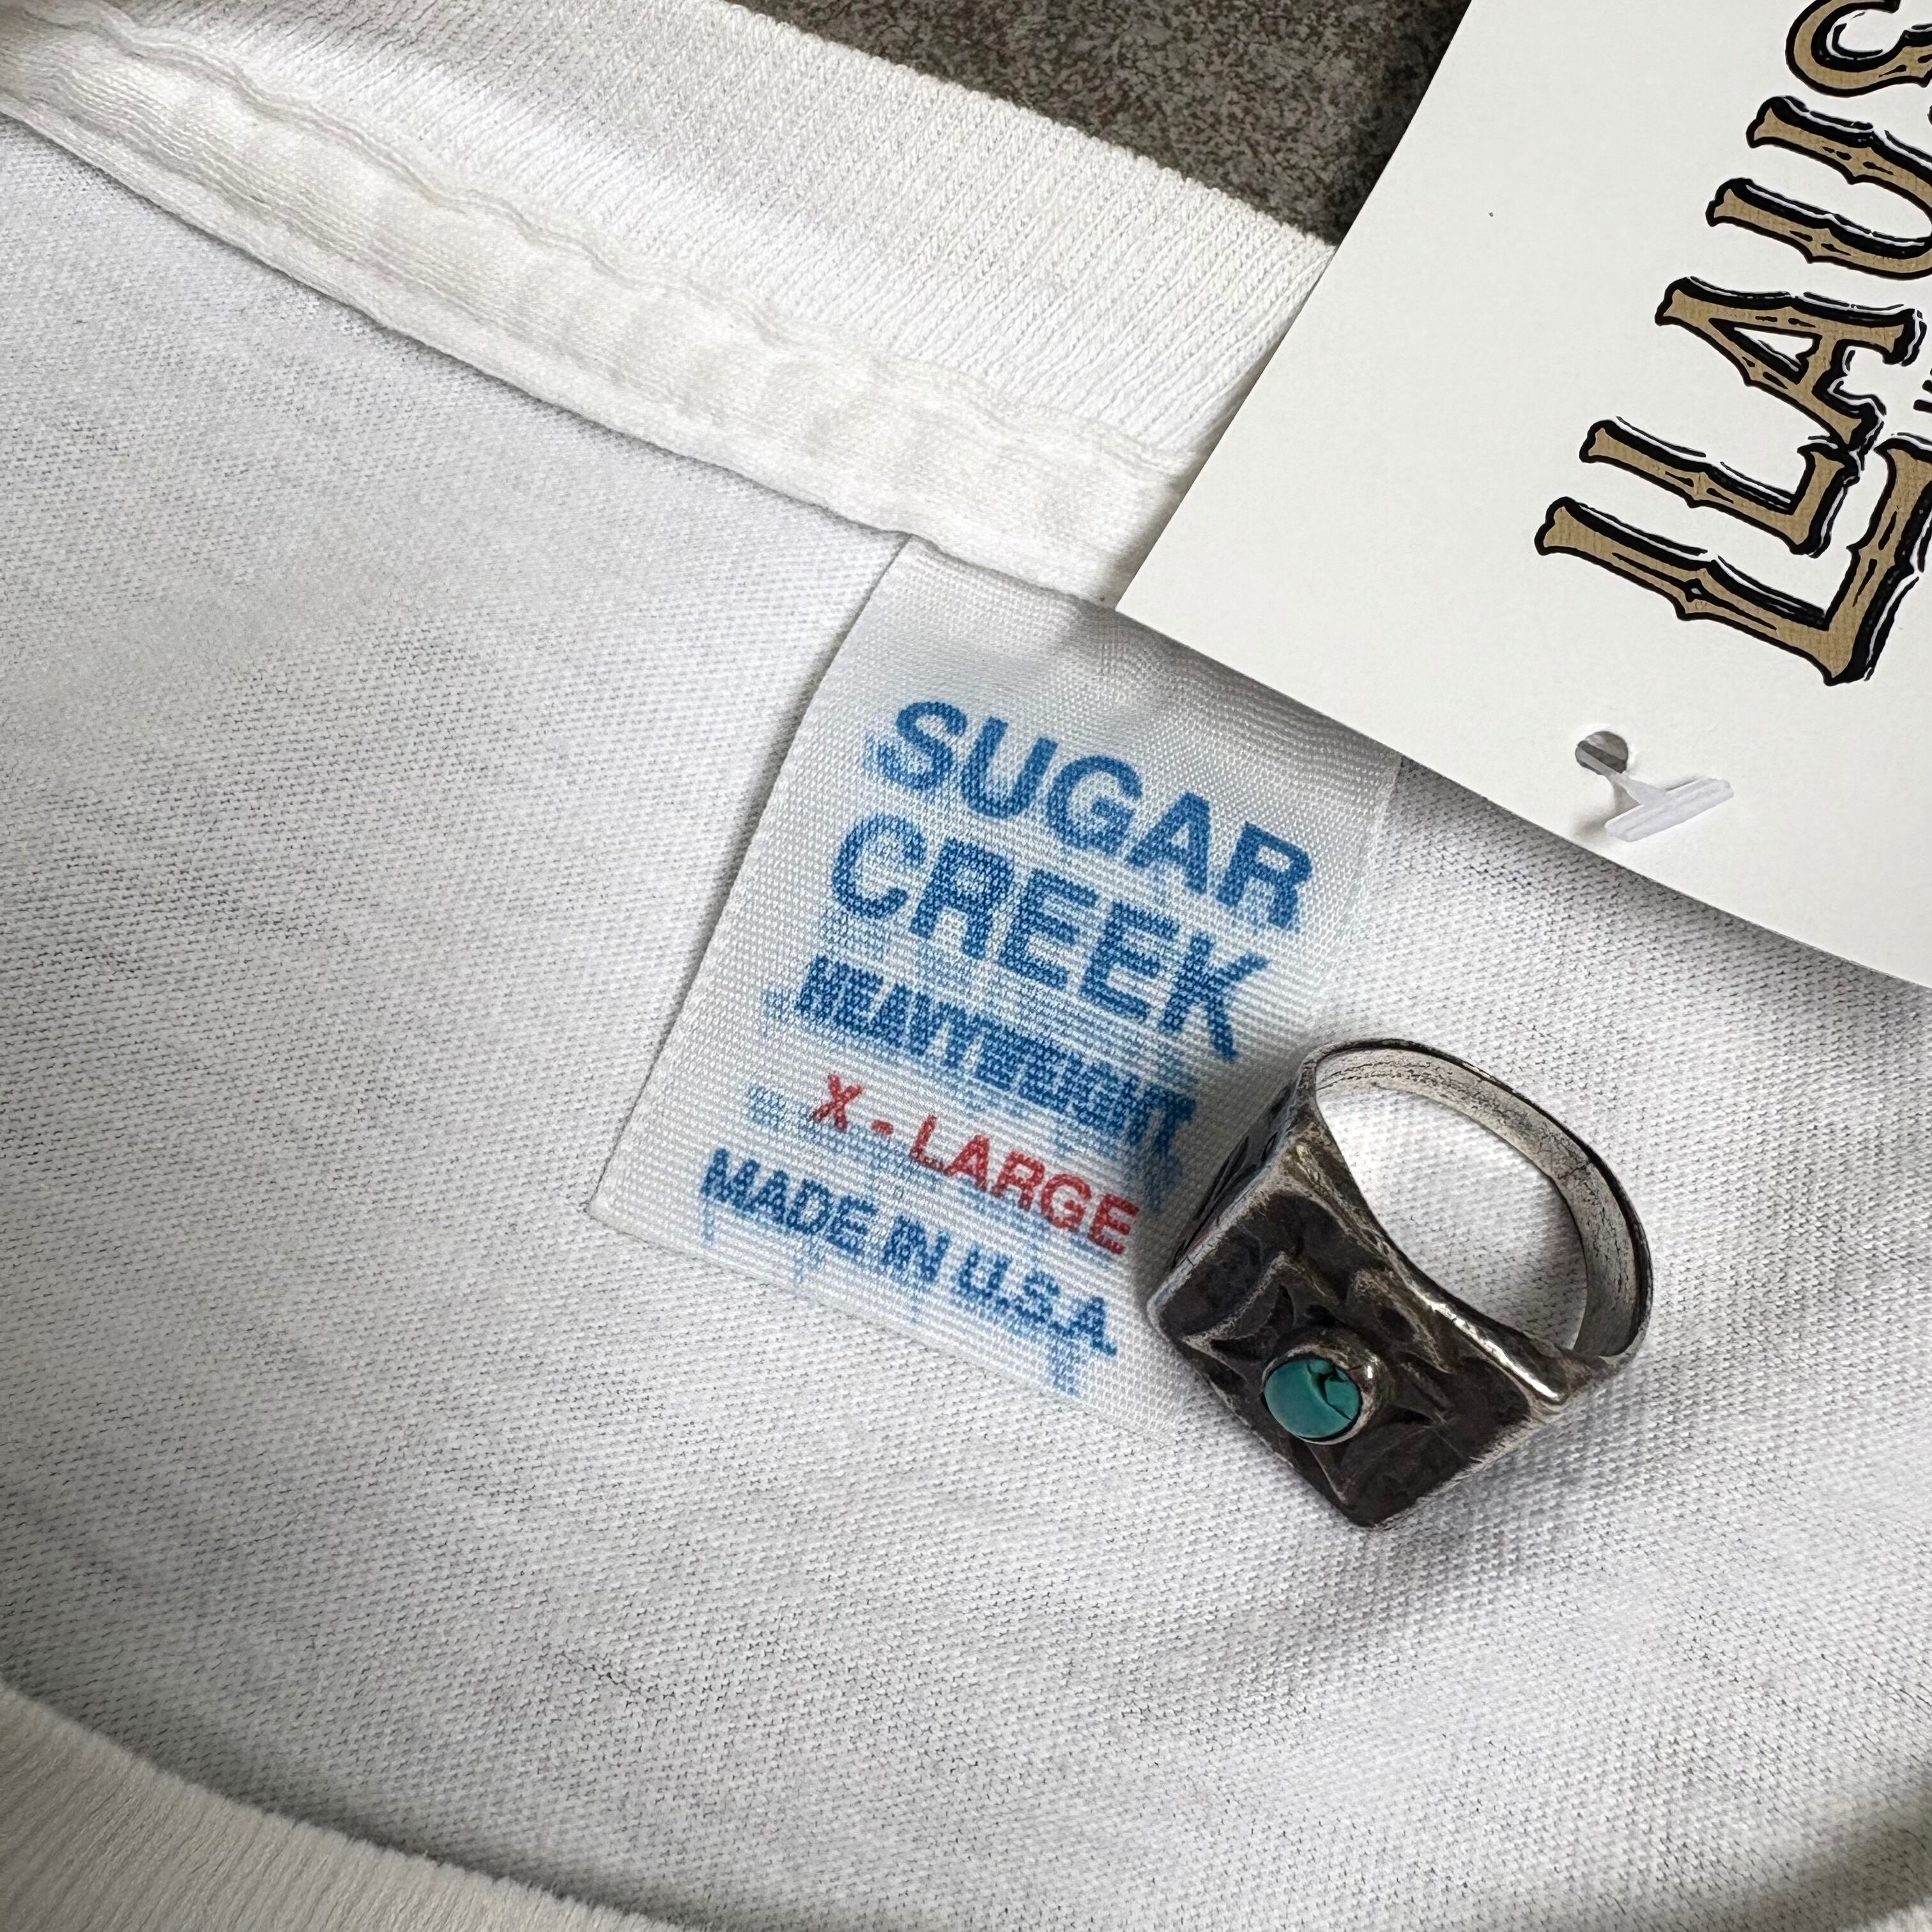 SUGAR
CREEK
HEAVYWEIGHT
X-LARGE
MADE IN U.S.A.